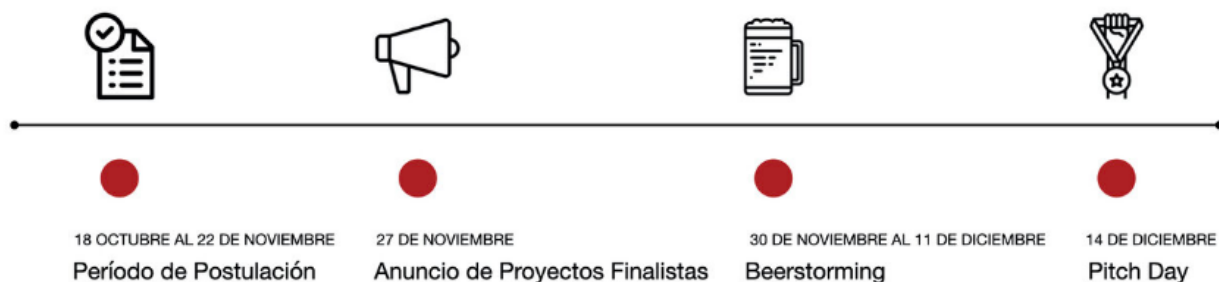 18 OCTUBRE AL 22 DE NOVIEMBRE
Período de Postulación
27 DE NOVIEMBRE
Anuncio de Proyectos Finalistas
30 DE NOVIEMBRE AL 11 DE DICIEMBRE
Beerstorming
14 DE DICIEMBRE
Pitch Day